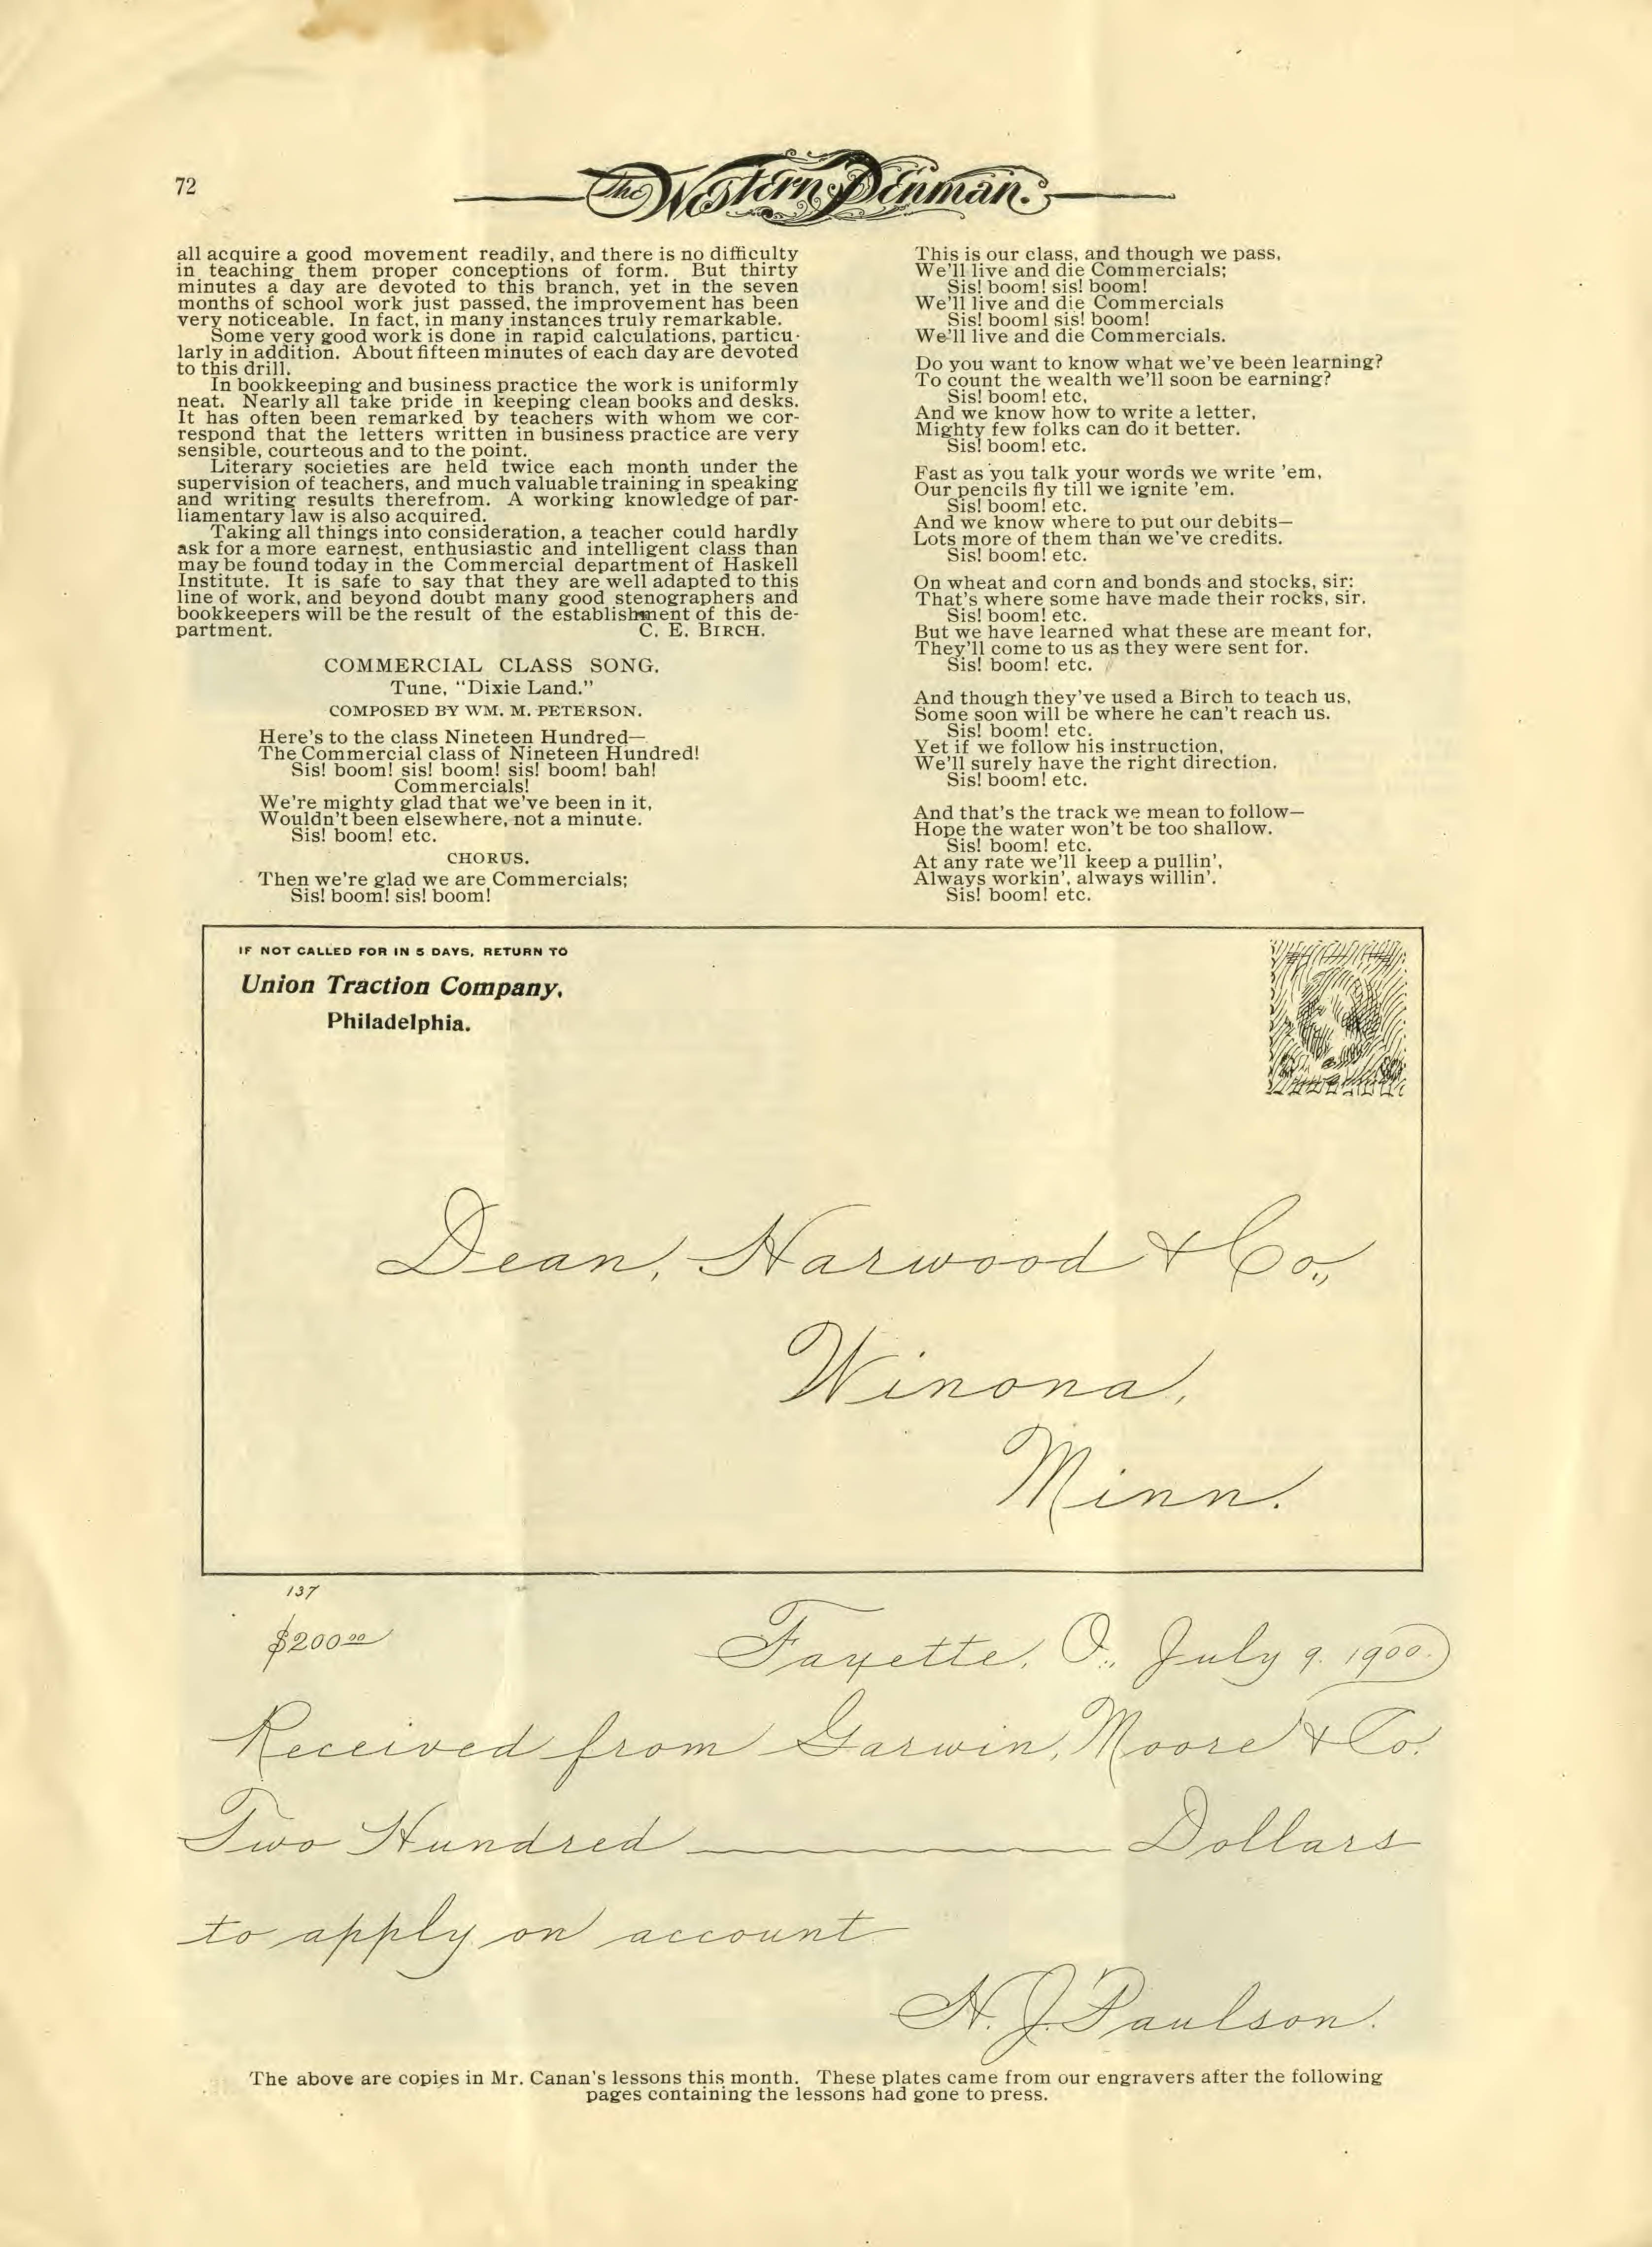 72
The Western Penman.
all acquire a good movement readily, and there is no difficulty
in teaching them proper conceptions of form. But thirty
minutes a day are devoted to this branch, yet in the seven
months of school work just passed, the improvement has been
very noticeable. In fact, in many instances truly remarkable.
Some very good work is done in rapid calculations, particu-
larly in addition. About fifteen minutes of each day are devoted
to this drill.
In bookkeeping and business practice the work is uniformly
neat. Nearly all take pride in keeping clean books and desks.
It has often been remarked by teachers with whom we cor-
respond that the letters written in business practice are very
sensible, courteous and to the point.
Literary societies are held twice each month under the
supervision of teachers, and much valuable training in speaking
and writing results therefrom. A working knowledge of par-
liamentary law is also acquired.
Taking all things into consideration, a teacher could hardly
ask for a more earnest, enthusiastic and intelligent class than
may be found today in the Commercial department of Haskell
Institute. It is safe to say that they are well adapted to this
line of work, and beyond doubt many good stenographers and
bookkeepers will be the result of the establishment of this de-
partment. C. E. BIRCH.
COMMERCIAL CLASS SONG.
Tune, "Dixie Land."
COMPOSED BY WM. M. PETERSON.
Here's to the class Nineteen Hundred—
The Commercial class of Nineteen Hundred!
Sis! boom! sis! boom! sis! boom! bah!
Commercials!
We're mighty glad that we've been in it,
Wouldn't been elsewhere, not a minute.
Sis! boom! etc.
CHORUS.
Then we're glad we are Commercials;
Sis! boom! sis! boom!
This is our class, and though we pass,
We'll live and die Commercials;
Sis! boom! sis! boom!
We'll live and die Commercials
Sis! booml sis! boom!
We'll live and die Commercials.
Do you want to know what we've been learning?
To count the wealth we'll soon be earning?
Sis! boom! etc,
And we know how to write a letter,
Mighty few folks can do it better.
Sis! boom! etc.
Fast as you talk your words we write 'em,
Our pencils fly till we ignite 'em.
Sis! boom! etc.
And we know where to put our debits—
Lots more of them than we've credits.
Sis! boom! etc.
On wheat and corn and bonds and stocks, sir:
That's where some have made their rocks, sir.
Sis! boom! etc.
But we have learned what these are meant for,
They'll come to us as they were sent for.
Sis! boom! etc.
And though they've used a Birch to teach us,
Some soon will be where he can't reach us.
Sis! boom! etc.
Yet if we follow his instruction,
We'll surely have the right direction.
Sis! boom! etc.
And that's the track we mean to follow—
Hope the water won't be too shallow.
Sis! boom! etc.
At any rate we'll keep a pullin',
Always workin', always willin'.
Sis! boom! etc.
IF NOT CALLED FOR IN 5 DAYS, RETURN TO
Union Traction Company,
Philadelphia.
Dean, Harwood & Co.,
Winona,
Minn.
137
$200.00 Fayette, O., July 9. 1900.
Received from Garwin, Moore & Co.
Two Hundred Dollars
to apply on account
H. J. Paulson.
The above are copies in Mr. Canan's lessons this month. These plates came from our engravers after the following
pages containing the lessons had gone to press.